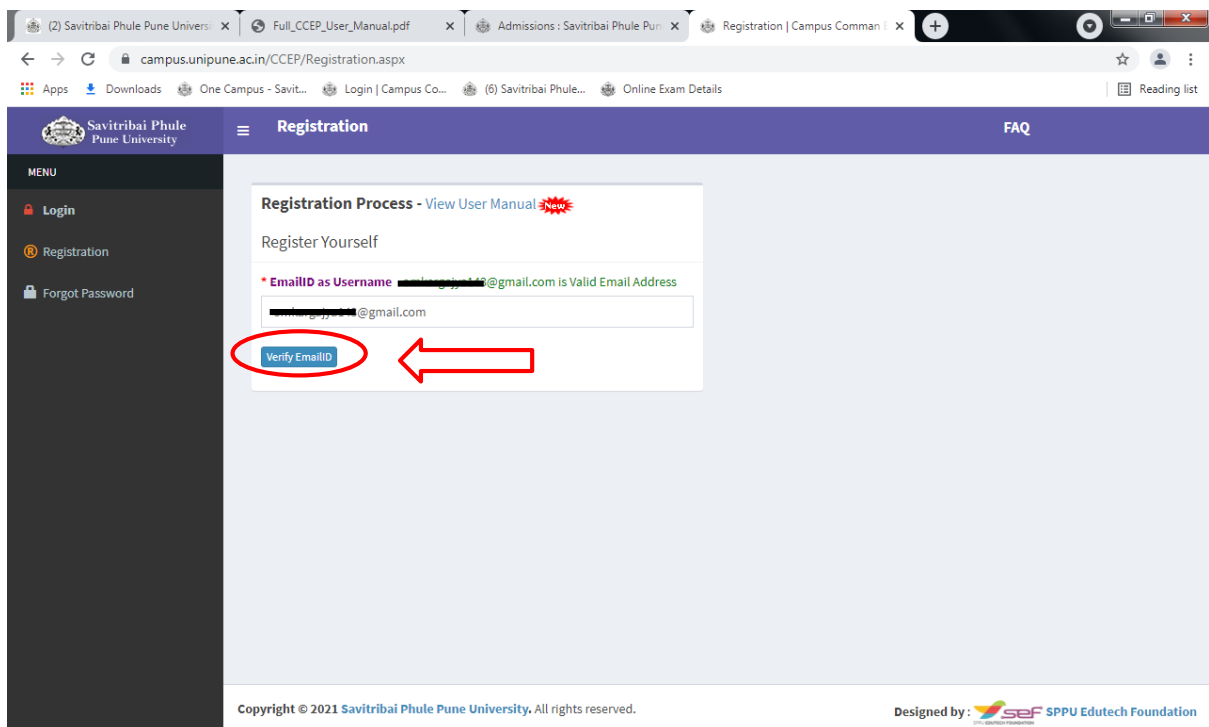 (2) Savitribai Phule Pune Universi
Full_CCEP_User_Manual.pdf
Admissions : Savitribai Phule Pun
Registration | Campus Comman E
campus.unipune.ac.in/CCEP/Registration.aspx
Apps
Downloads
One Campus - Savit...
Login | Campus Co...
(6) Savitribai Phule...
Online Exam Details
Reading list
Savitribai Phule
Pune University
Registration
FAQ
MENU
Login
Registration
Forgot Password
Registration Process - View User Manual New
Register Yourself
* EmailID as Username @gmail.com is Valid Email Address
@gmail.com
Verify EmailID
Copyright © 2021 Savitribai Phule Pune University. All rights reserved.
Designed by : SEF SPPU Edutech Foundation